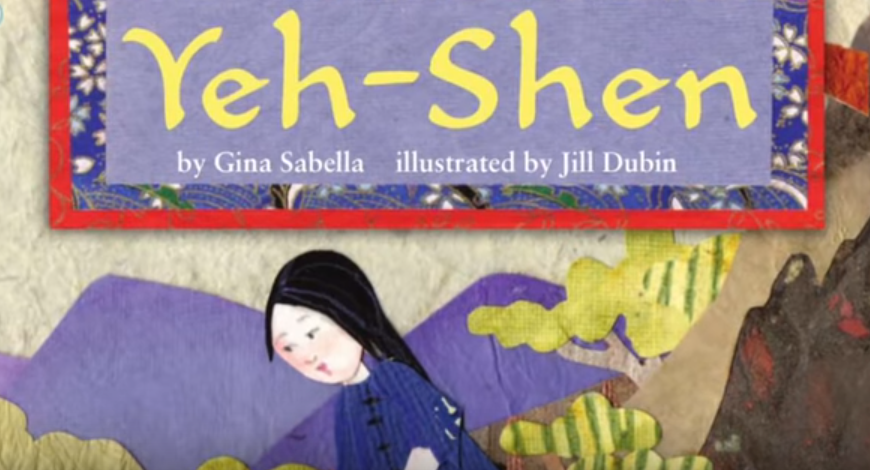 Yeh-Shen
by Gina Sabella illustrated by Jill Dubin